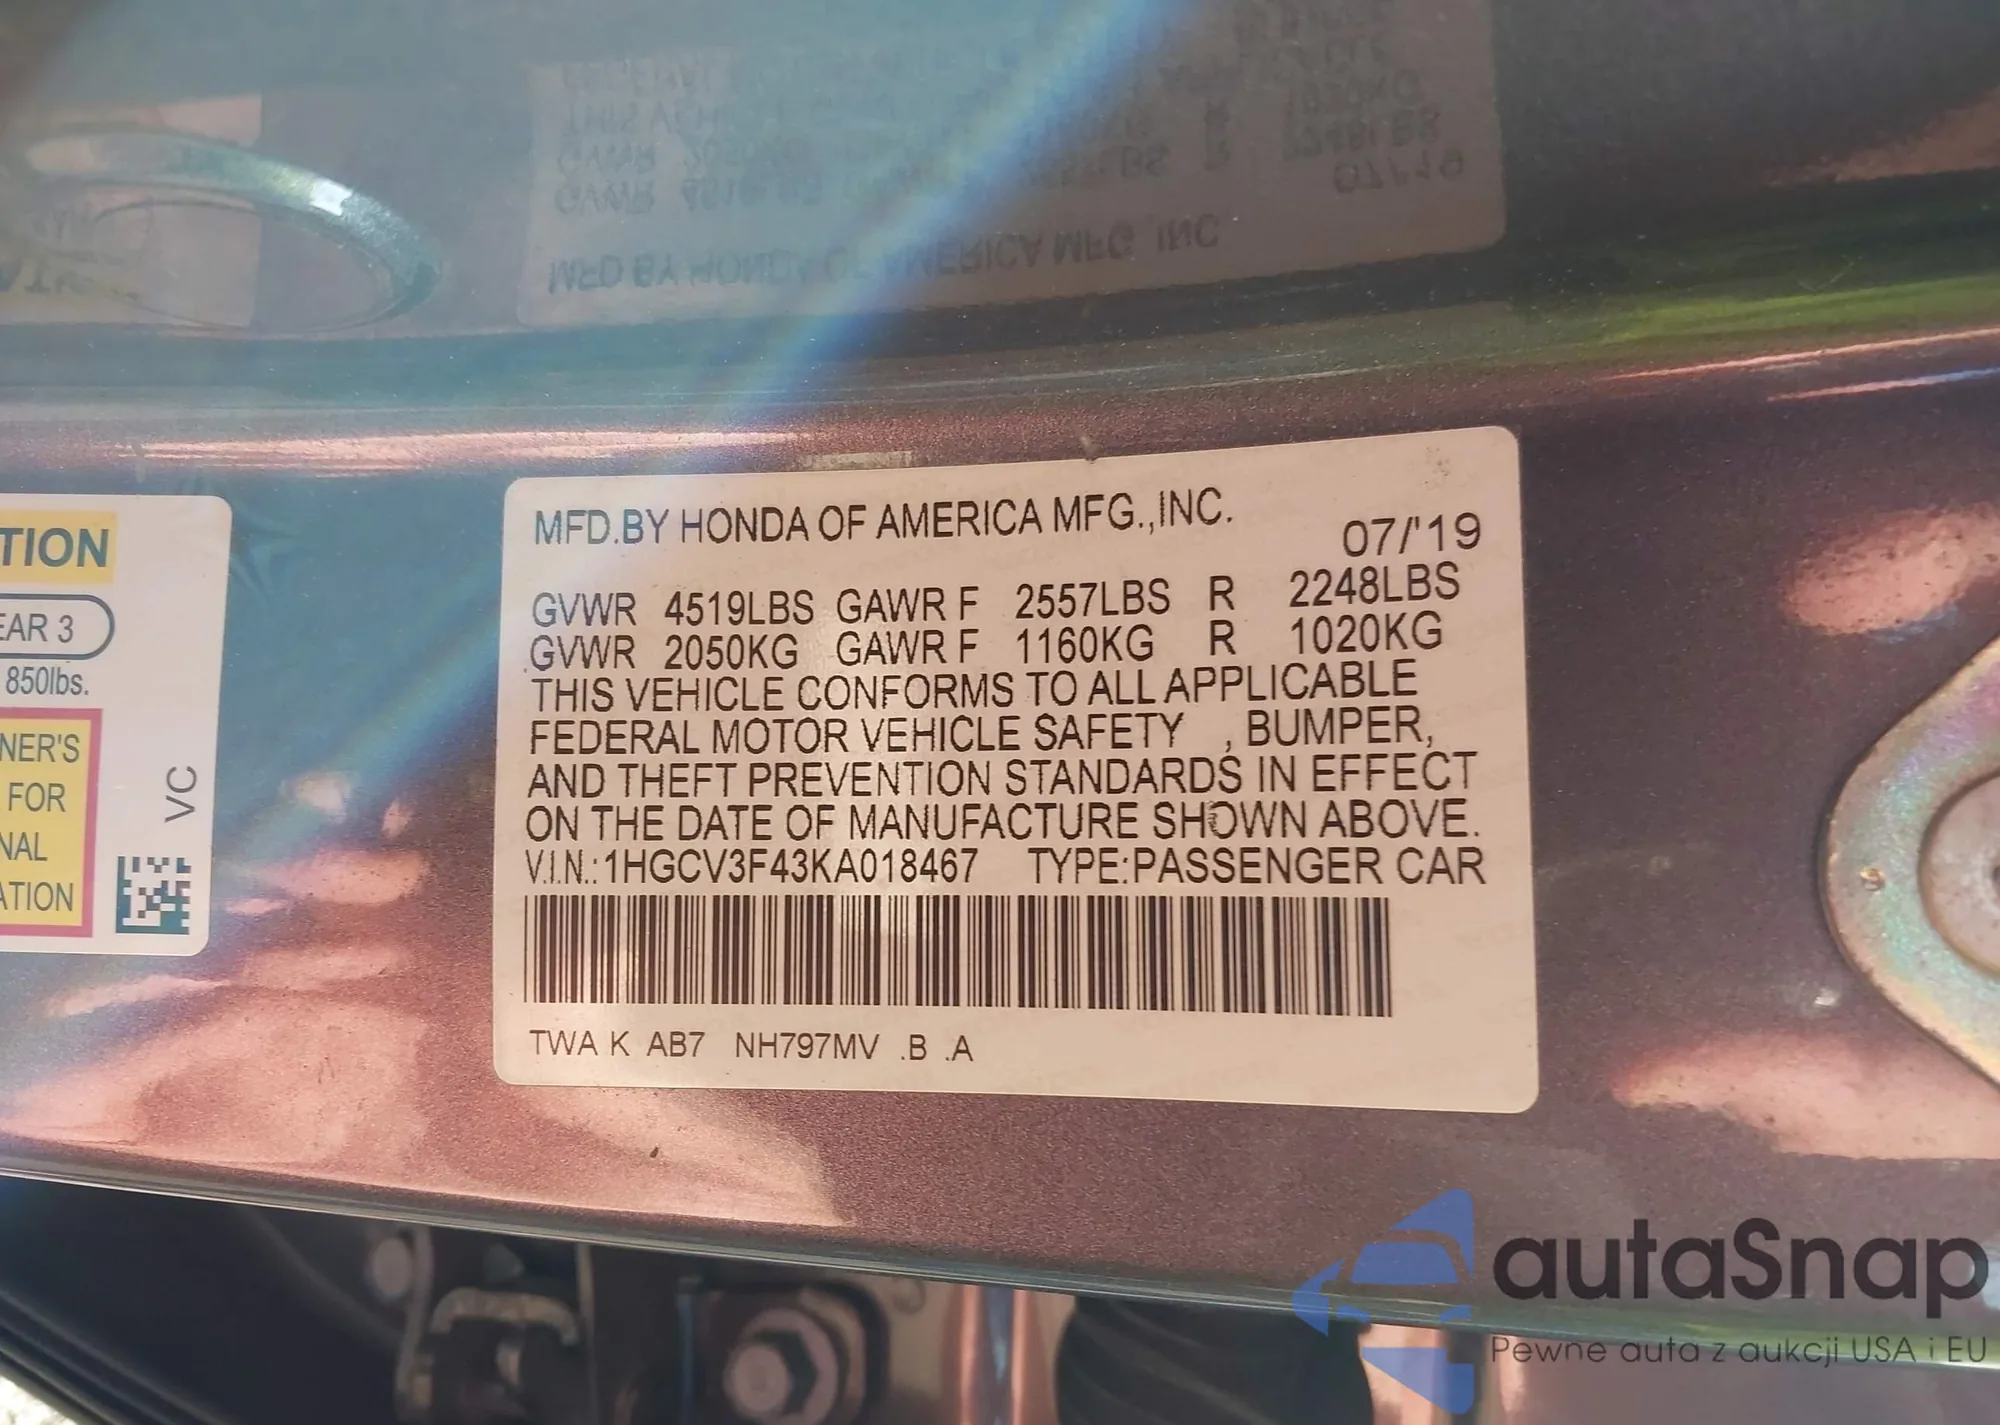 MFD.BY HONDA OF AMERICA MFG.,INC.
07/'19
GVWR 4519LBS GAWR F 2557LBS R 2248LBS
GVWR 2050KG GAWR F 1160KG R 1020KG
THIS VEHICLE CONFORMS TO ALL APPLICABLE
FEDERAL MOTOR VEHICLE SAFETY , BUMPER,
AND THEFT PREVENTION STANDARDS IN EFFECT
ON THE DATE OF MANUFACTURE SHOWN ABOVE.
V.I.N.:1HGCV3F43KA018467 TYPE:PASSENGER CAR
TWA K AB7 NH797MV .B .A
TION
EAR 3
850lbs.
NER'S
FOR
NAL
ATION
VC
autaSnap
Pewne auta z aukcji USA i EU